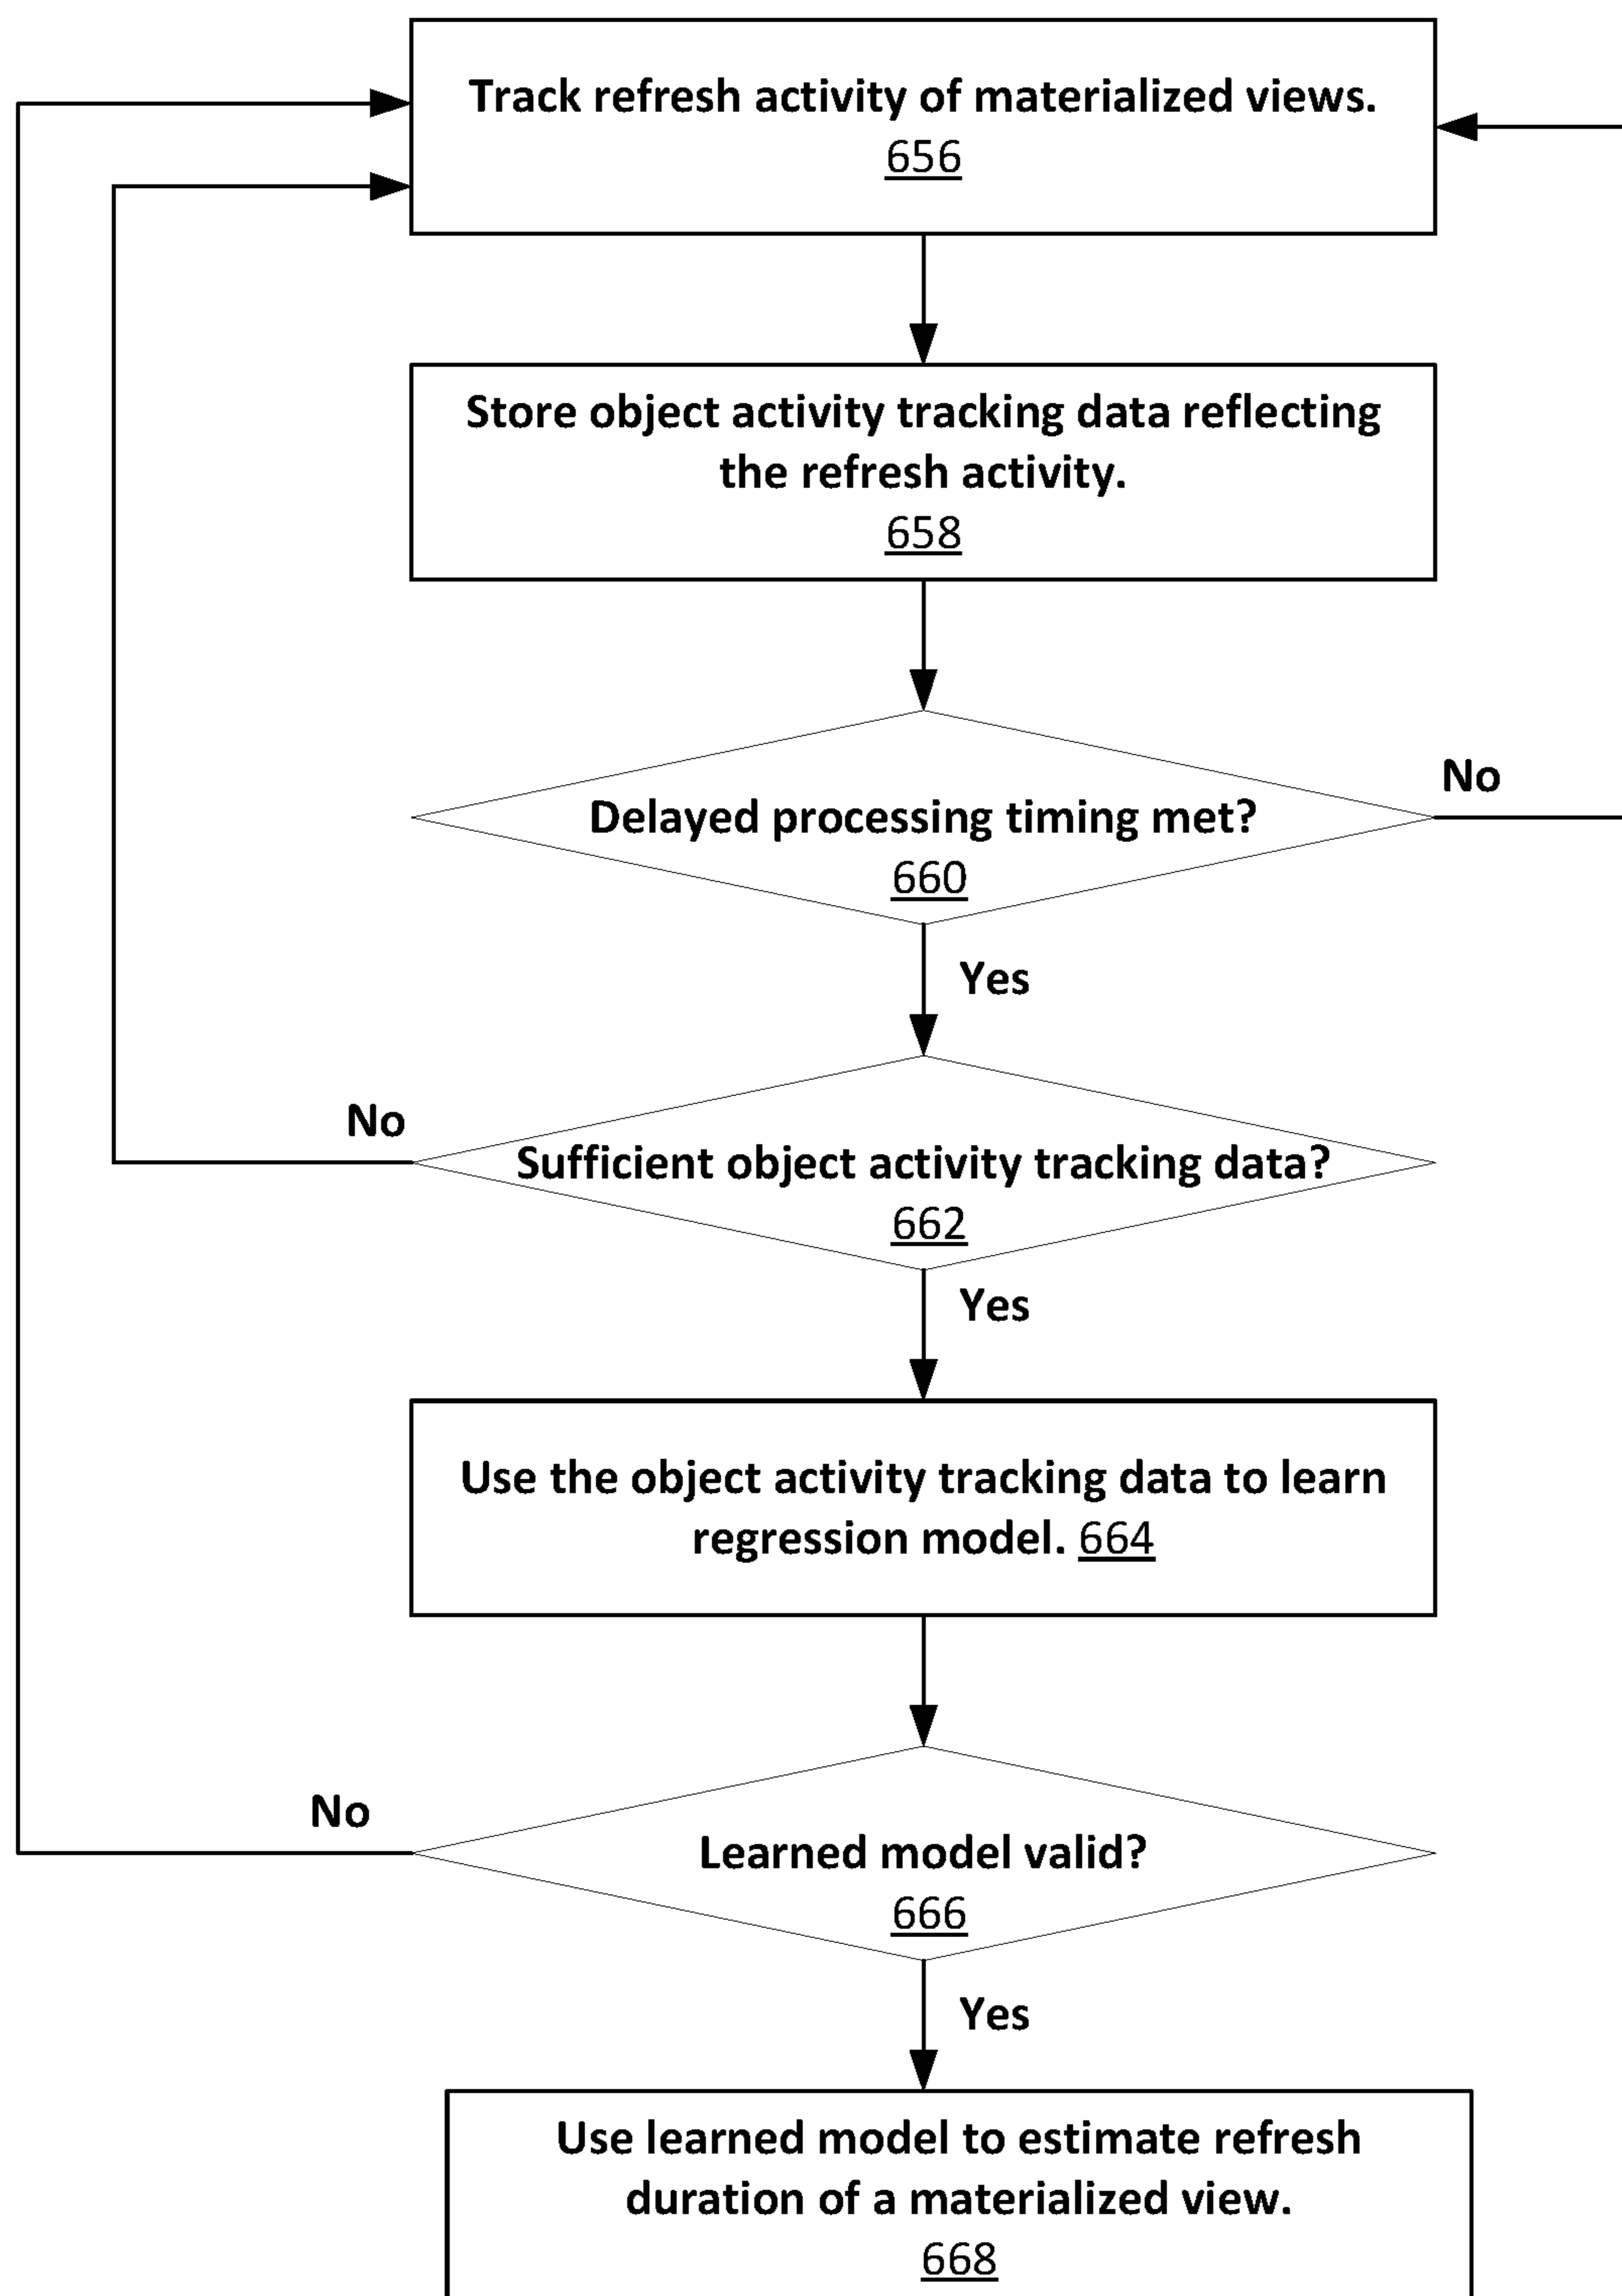 Track refresh activity of materialized views.
656
Store object activity tracking data reflecting
the refresh activity.
658
No
Delayed processing timing met?
660
Yes
No
Sufficient object activity tracking data?
662
Yes
Use the object activity tracking data to learn
regression model. 664
No
Learned model valid?
666
Yes
Use learned model to estimate refresh
duration of a materialized view.
668